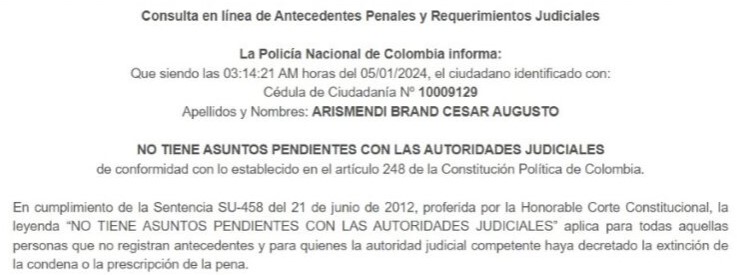 Consulta en línea de Antecedentes Penales y Requerimientos Judiciales
La Policía Nacional de Colombia informa:
Que siendo las 03:14:21 AM horas del 05/01/2024, el ciudadano identificado con:
Cédula de Ciudadanía Nº 10009129
Apellidos y Nombres: ARISMENDI BRAND CESAR AUGUSTO
NO TIENE ASUNTOS PENDIENTES CON LAS AUTORIDADES JUDICIALES
de conformidad con lo establecido en el artículo 248 de la Constitución Política de Colombia.
En cumplimiento de la Sentencia SU-458 del 21 de junio de 2012, proferida por la Honorable Corte Constitucional, la
leyenda “NO TIENE ASUNTOS PENDIENTES CON LAS AUTORIDADES JUDICIALES” aplica para todas aquellas
personas que no registran antecedentes y para quienes la autoridad judicial competente haya decretado la extinción de
la condena o la prescripción de la pena.